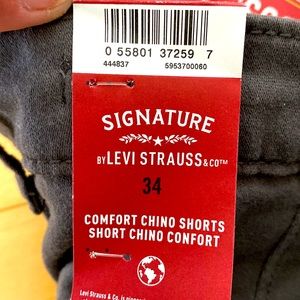 0 55801 37259 7
444837 5953700060
SIGNATURE
BY LEVI STRAUSS & CO™
34
COMFORT CHINO SHORTS
SHORT CHINO CONFORT
Levi Strauss & Co. is